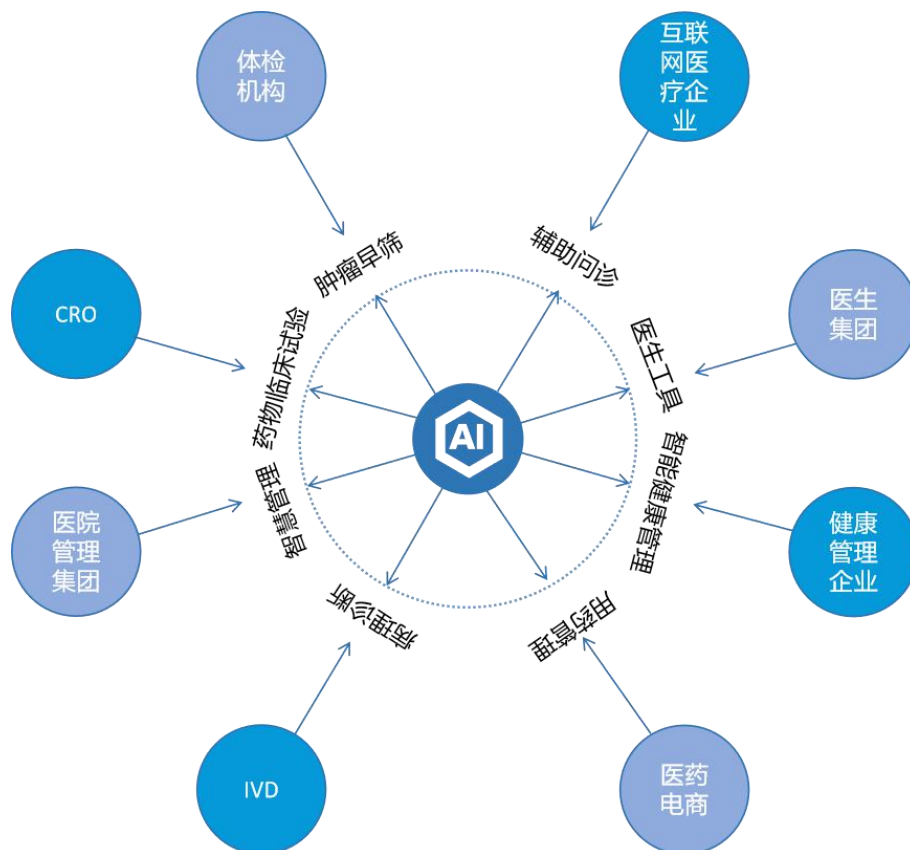 体检
机构
互联
网医
疗企
业
肿瘤早筛
辅助问诊
CRO
药物临床试验
医生工具
医生
集团
AI
医院
管理
集团
智慧管理
智能健康管理
健康
管理
企业
病理诊断
用药管理
IVD
医药
电商